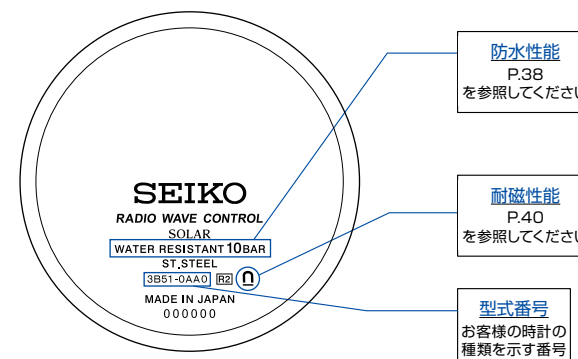 SEIKO
RADIO WAVE CONTROL
SOLAR
WATER RESISTANT 10BAR
ST.STEEL
3B51-0AA0 R2
MADE IN JAPAN
000000
防水性能
P.38
を参照してくださ
耐磁性能
P.40
を参照してくださ
型式番号
お客様の時計の
種類を示す番号